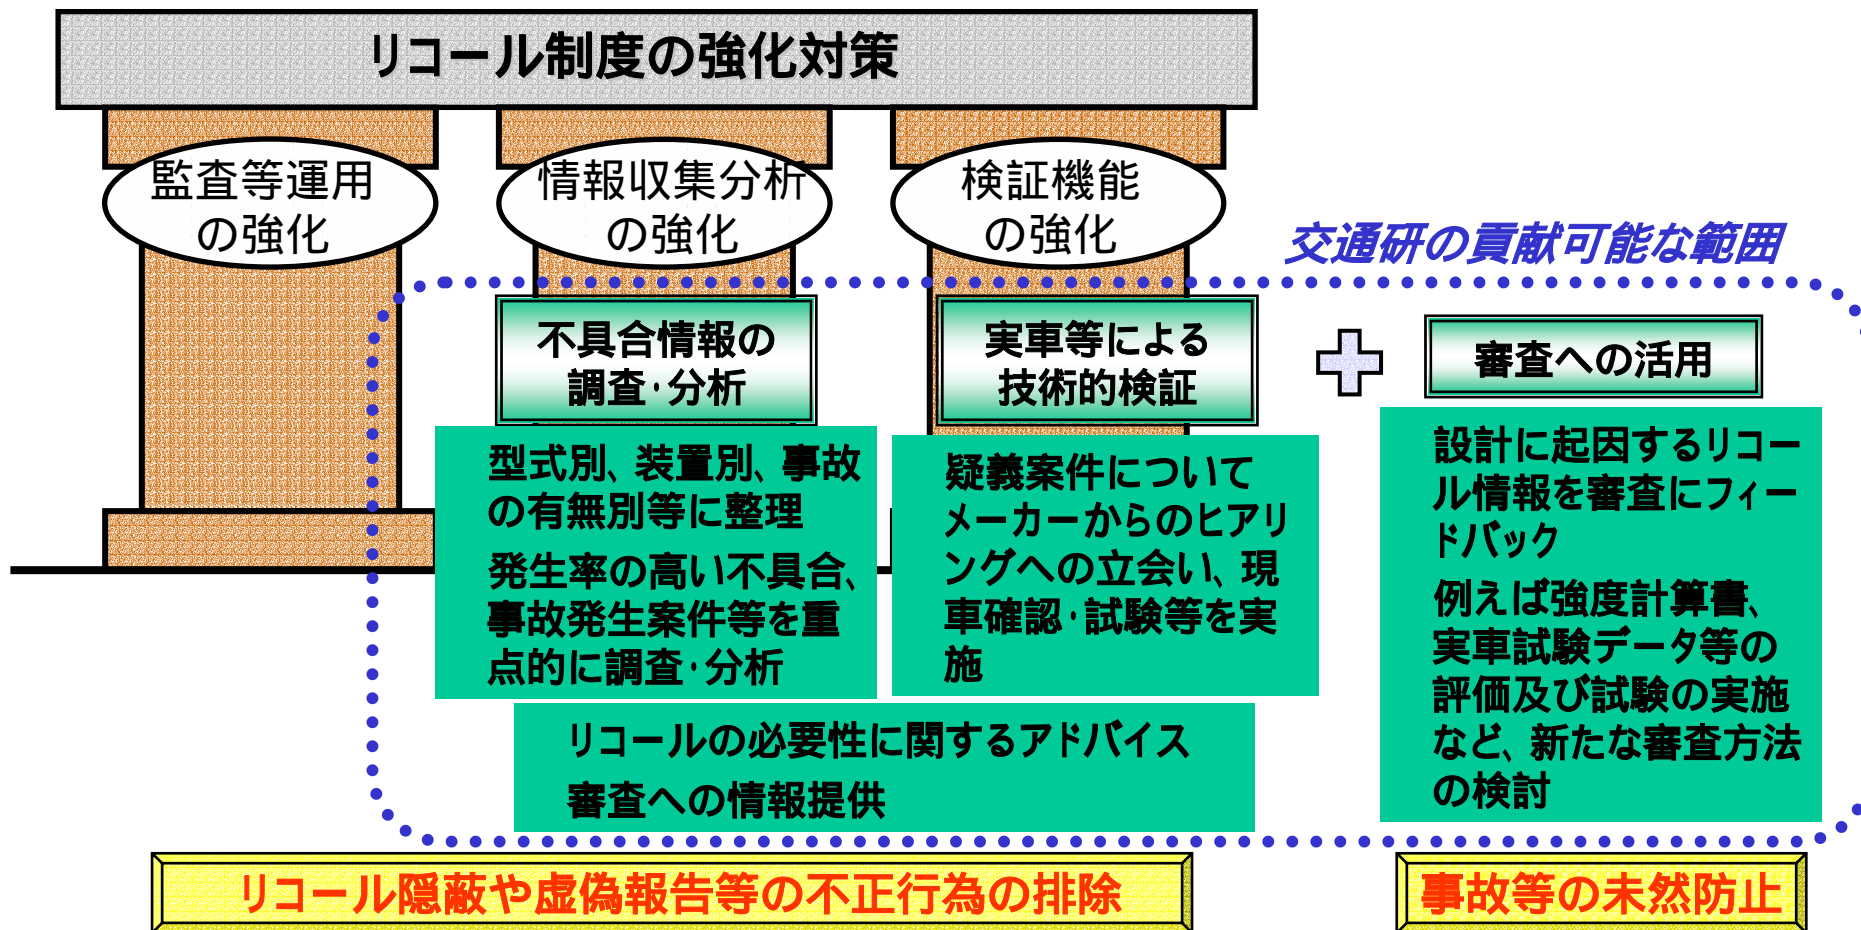 リコール制度の強化対策
監査等運用
の強化
情報収集分析
の強化
検証機能
の強化
交通研の貢献可能な範囲
不具合情報の
調査・分析
実車等による
技術的検証
審査への活用
型式別、装置別、事故
の有無別等に整理
発生率の高い不具合、
事故発生案件等を重
点的に調査・分析
疑義案件について
メーカーからのヒアリ
ングへの立会い、現
車確認・試験等を実
施
設計に起因するリコー
ル情報を審査にフィー
ドバック
例えば強度計算書、
実車試験データ等の
評価及び試験の実施
など、新たな審査方法
の検討
リコールの必要性に関するアドバイス
審査への情報提供
リコール隠蔽や虚偽報告等の不正行為の排除
事故等の未然防止